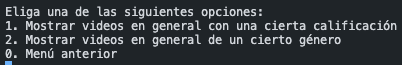 Eliga una de las siguientes opciones:
1. Mostrar videos en general con una cierta calificación
2. Mostrar videos en general de un cierto género
0. Menú anterior